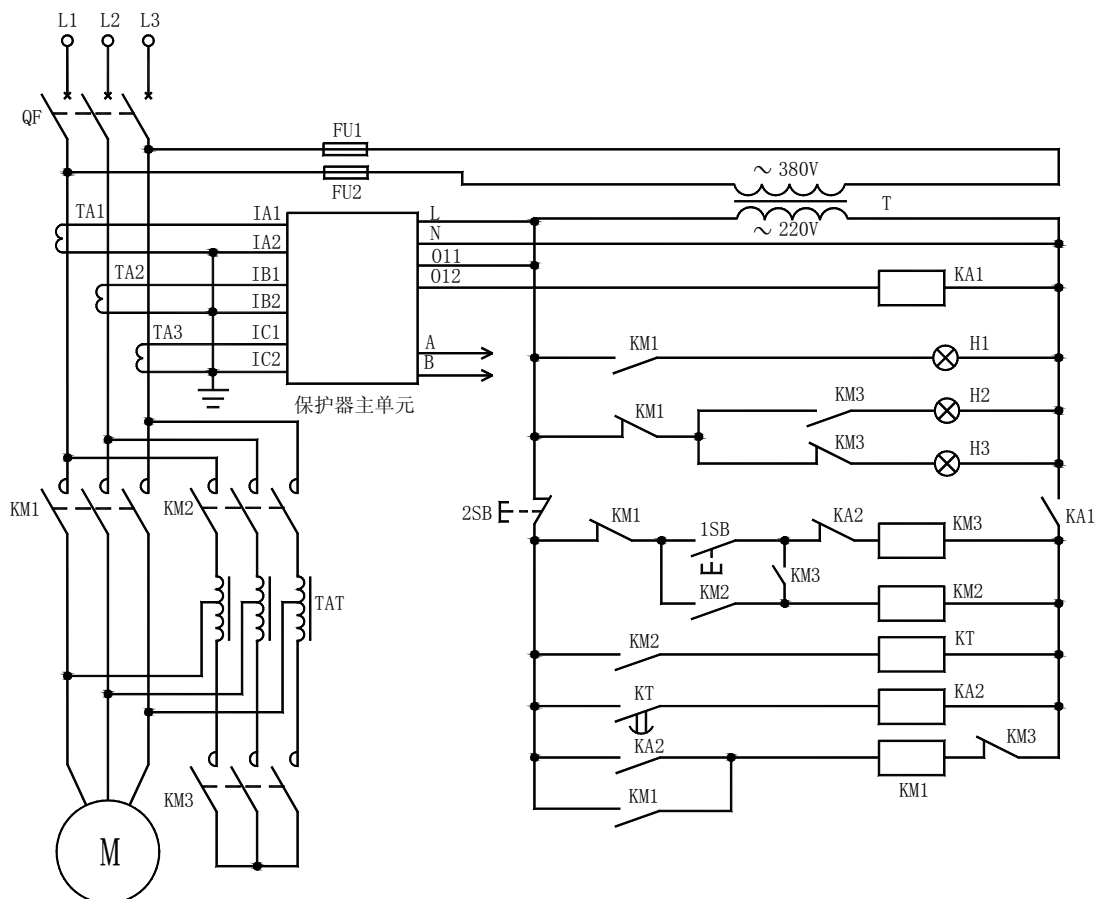 L1 L2 L3
QF
FU1
FU2
~ 380V
T
~ 220V
TA1 IA1 L
IA2 N
O11
TA2 IB1 O12 KA1
IB2
TA3 IC1 A
IC2 B
保护器主单元
KM1 H1
KM3 H2
KM1
KM3 H3
KM1 KM2
2SB KM1 1SB KA2 KM3 KA1
KM3
KM2 KM2
TAT
KM2 KT
KT KA2
KA2 KM3
KM1 KM1
KM3
M